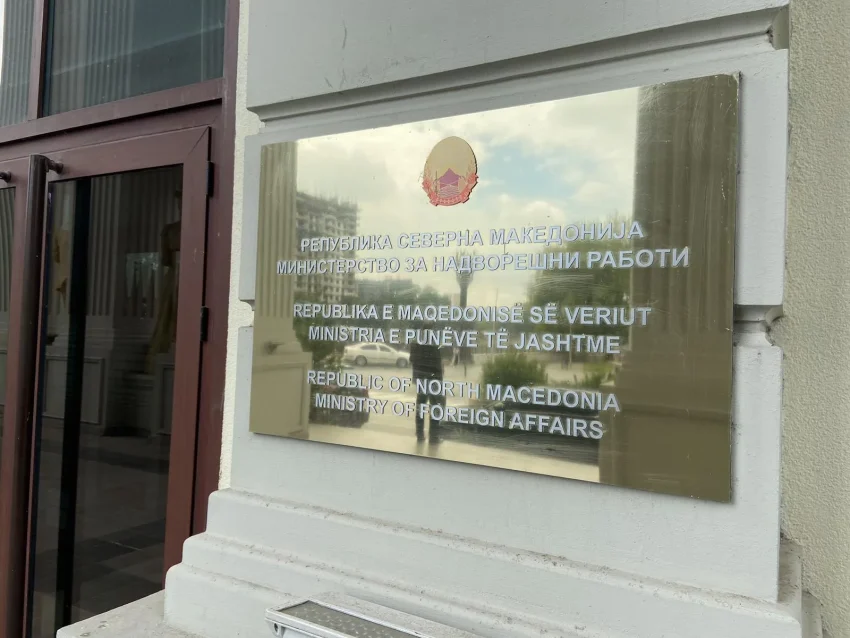 РЕПУБЛИКА СЕВЕРНА МАКЕДОНИЈА
МИНИСТЕРСТВО ЗА НАДВОРЕШНИ РАБОТИ
REPUBLIKA E MAQEDONISË SË VERIUT
MINISTRIA E PUNËVE TË JASHTME
REPUBLIC OF NORTH MACEDONIA
MINISTRY OF FOREIGN AFFAIRS